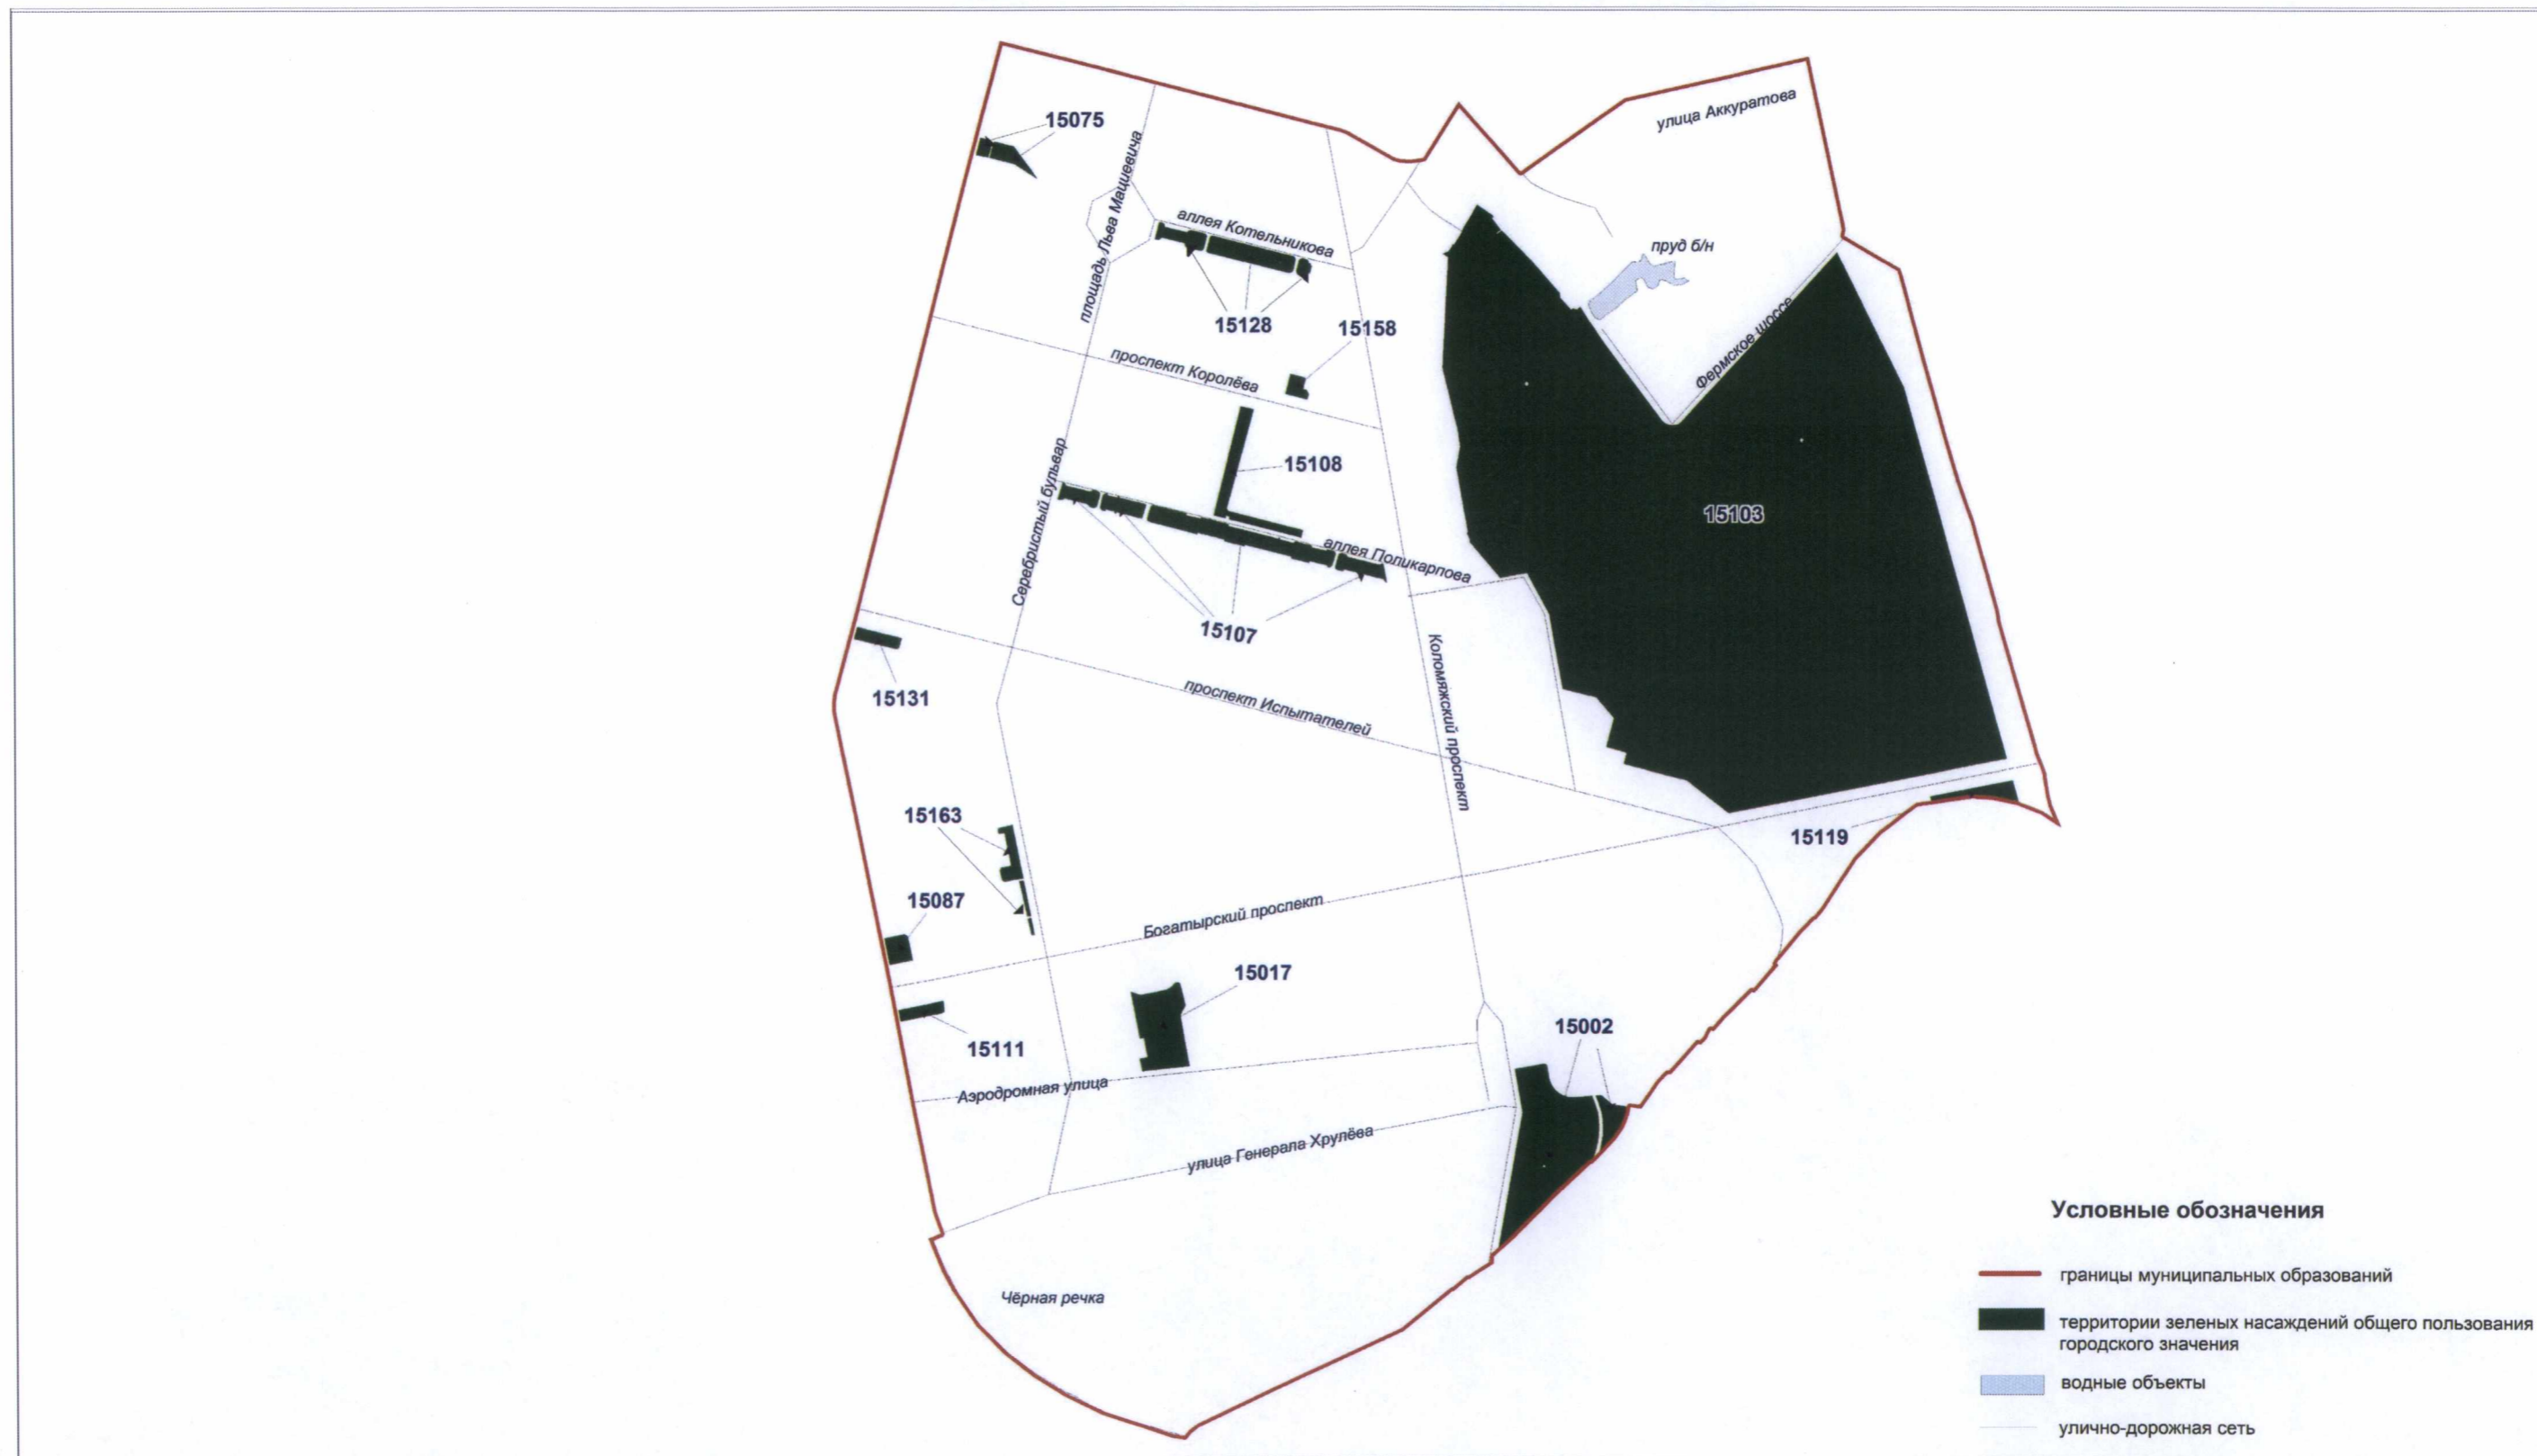 15075
улица Аккуратова
площадь Льва Мациевича
аллея Котельникова
пруд б/н
15128
15158
Фермское шоссе
проспект Королёва
Серебристый бульвар
15108
15103
аллея Поликарпова
15107
15131
Коломяжский проспект
проспект Испытателей
15163
15119
15087
Богатырский проспект
15017
15002
15111
Аэродромная улица
улица Генерала Хрулёва
Чёрная речка
Условные обозначения
границы муниципальных образований
территории зеленых насаждений общего пользования
городского значения
водные объекты
улично-дорожная сеть